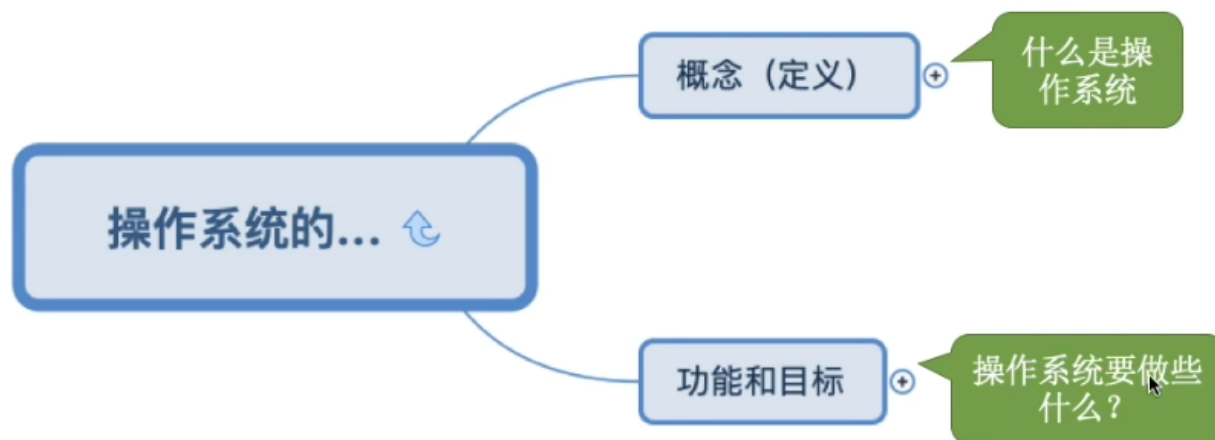 概念（定义）
什么是操
作系统
操作系统的...
功能和目标
操作系统要做些
什么？